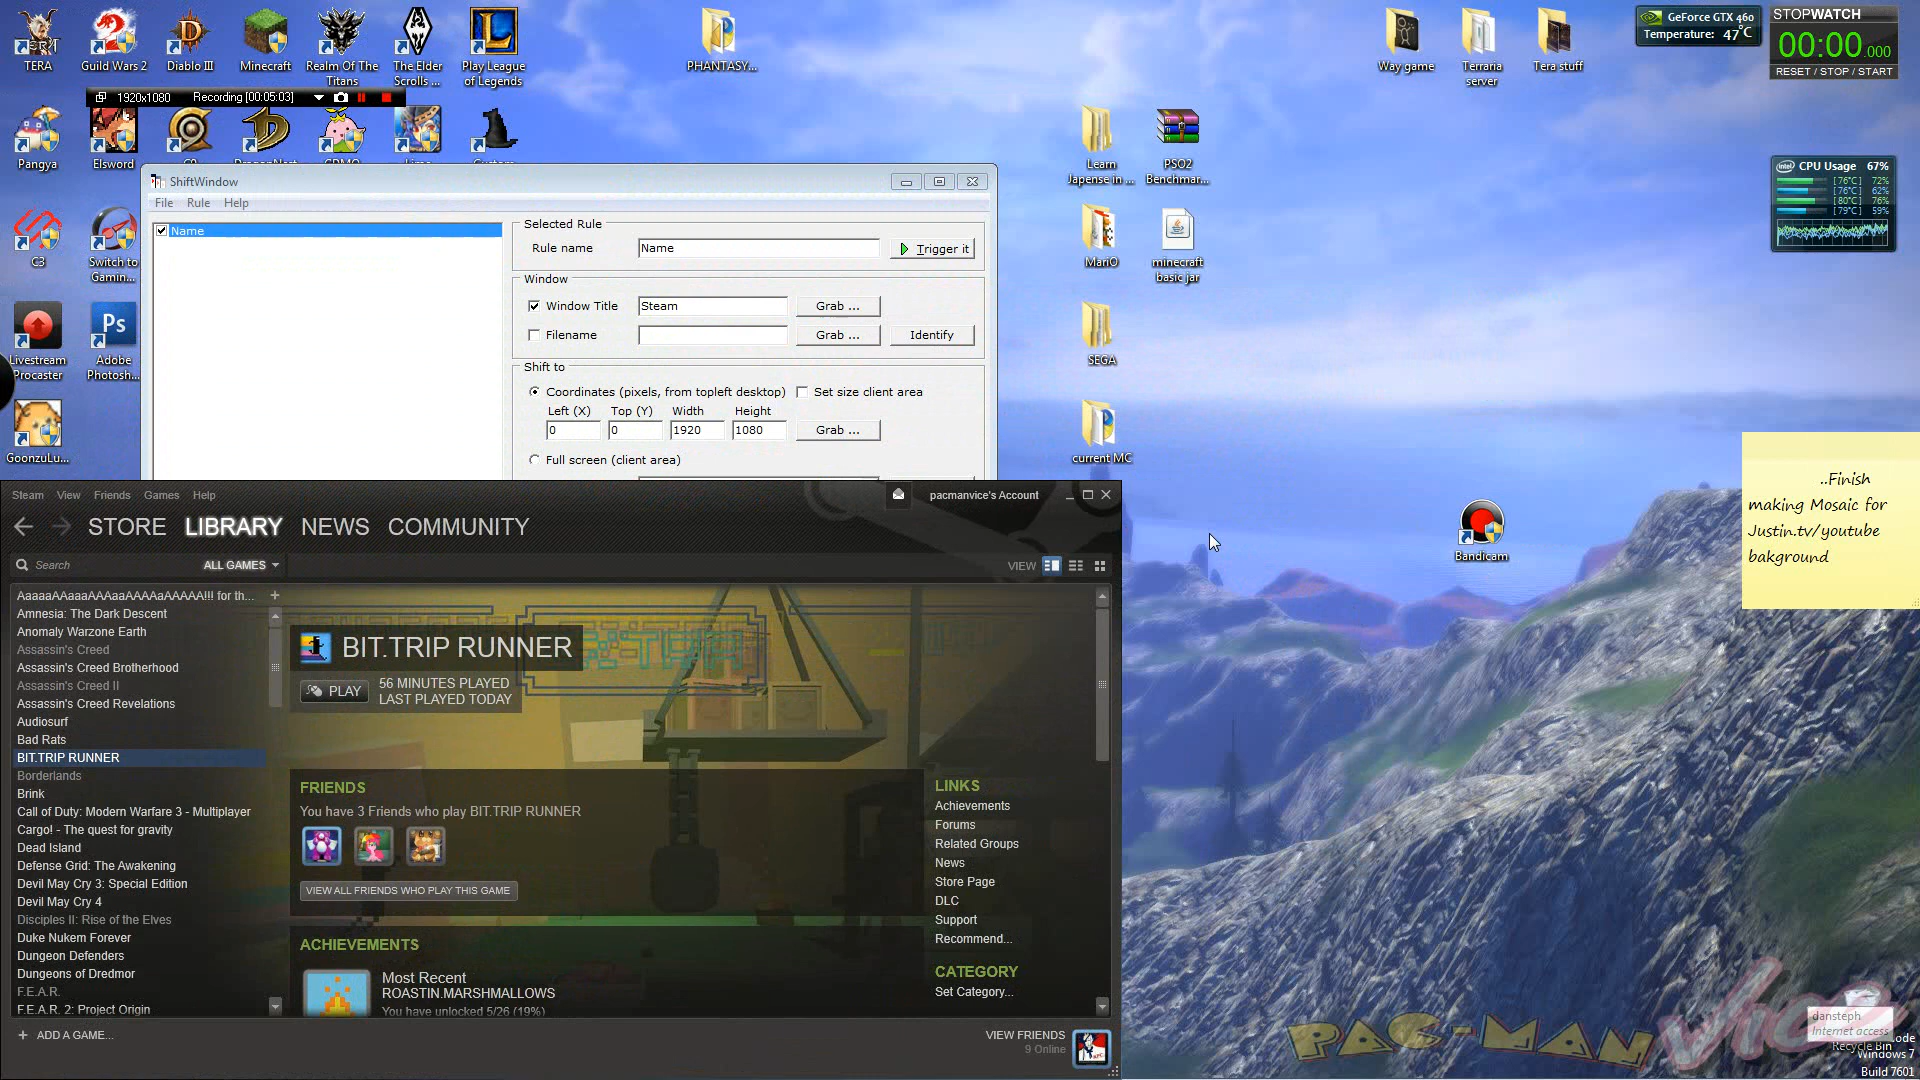 TERA
Guild Wars 2
Diablo III
Minecraft
Realm Of The Titans
The Elder Scrolls ...
Play League of Legends
PHANTASY...
Way game
Terraria server
Tera stuff
GeForce GTX 460
Temperature: 47°C
STOPWATCH
00:00.000
RESET / STOP / START
1920x1080 Recording [00:05:03]
Pangya
Elsword
Learn Japense in ...
PSO2 Benchmar...
CPU Usage 67%
[76°C] 72%
[76°C] 62%
[80°C] 76%
[79°C] 59%
ShiftWindow
File Rule Help
Name
Selected Rule
Rule name Name Trigger it
Window
Window Title Steam Grab ...
Filename Grab ... Identify
Shift to
Coordinates (pixels, from topleft desktop) Set size client area
Left (X) Top (Y) Width Height
0 0 1920 1080 Grab ...
Full screen (client area)
C3
Switch to Gamin...
MariO
minecraft basic jar
Livestream Procaster
Ps
Adobe Photosh...
SEGA
GoonzuLu...
current MC
Bandicam
..Finish
making Mosaic for
Justin.tv/youtube
bakground
Steam View Friends Games Help
pacmanvice's Account
STORE LIBRARY NEWS COMMUNITY
Search ALL GAMES
VIEW
AaaaaAAaaaAAAaaAAAAaAAAAA!!! for th...
Amnesia: The Dark Descent
Anomaly Warzone Earth
Assassin's Creed
Assassin's Creed Brotherhood
Assassin's Creed II
Assassin's Creed Revelations
Audiosurf
Bad Rats
BIT.TRIP RUNNER
Borderlands
Brink
Call of Duty: Modern Warfare 3 - Multiplayer
Cargo! - The quest for gravity
Dead Island
Defense Grid: The Awakening
Devil May Cry 3: Special Edition
Devil May Cry 4
Disciples II: Rise of the Elves
Duke Nukem Forever
Dungeon Defenders
Dungeons of Dredmor
F.E.A.R.
F.E.A.R. 2: Project Origin
+ ADD A GAME...
BIT.TRIP RUNNER
PLAY
56 MINUTES PLAYED
LAST PLAYED TODAY
FRIENDS
You have 3 Friends who play BIT.TRIP RUNNER
VIEW ALL FRIENDS WHO PLAY THIS GAME
ACHIEVEMENTS
Most Recent
ROASTIN.MARSHMALLOWS
You have unlocked 5/26 (19%)
LINKS
Achievements
Forums
Related Groups
News
Store Page
DLC
Support
Recommend...
CATEGORY
Set Category...
VIEW FRIENDS
9 Online
PAC-MAN
vice
dansteph
Internet access
Recycle Bin
Windows 7
Build 7601